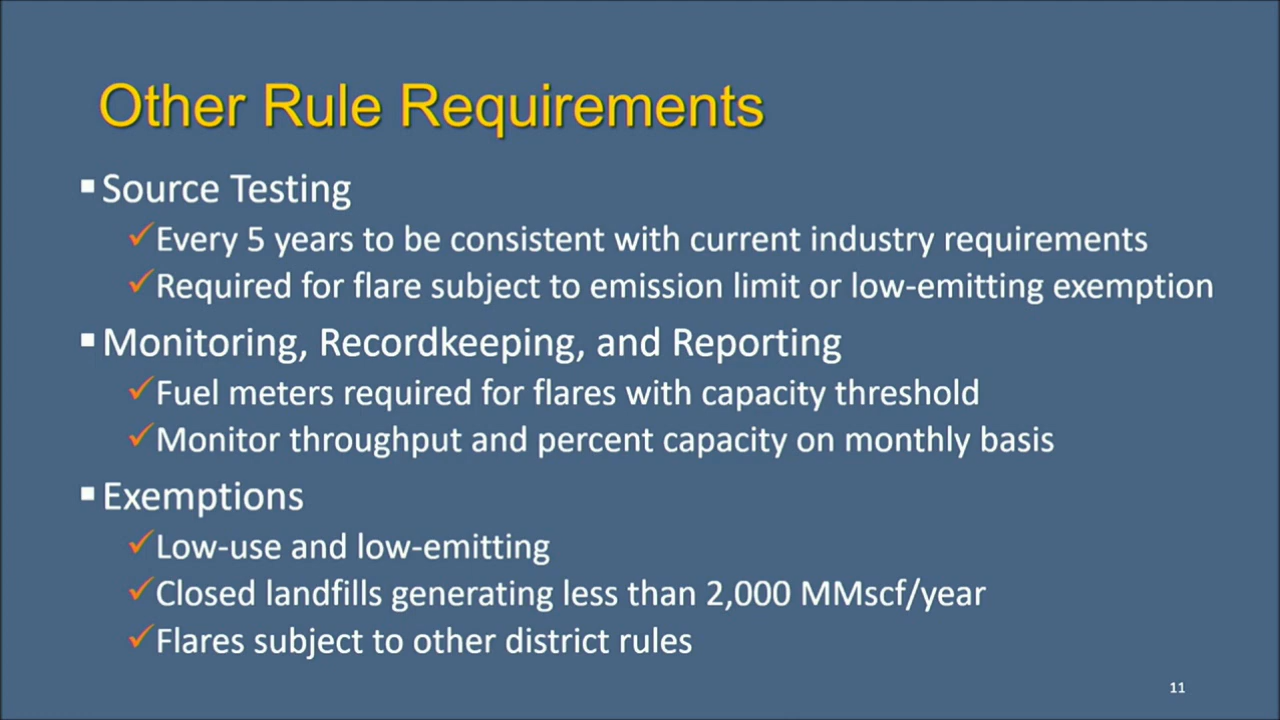 Other Rule Requirements
▪ Source Testing
✓ Every 5 years to be consistent with current industry requirements
✓ Required for flare subject to emission limit or low-emitting exemption
▪ Monitoring, Recordkeeping, and Reporting
✓ Fuel meters required for flares with capacity threshold
✓ Monitor throughput and percent capacity on monthly basis
▪ Exemptions
✓ Low-use and low-emitting
✓ Closed landfills generating less than 2,000 MMscf/year
✓ Flares subject to other district rules
11